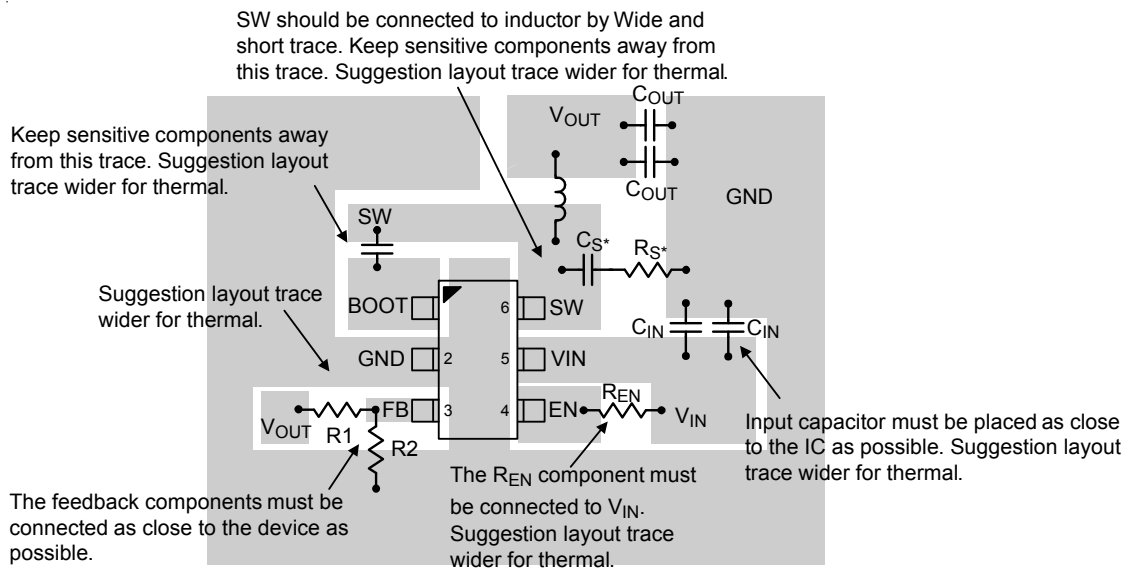 SW should be connected to inductor by Wide and
short trace. Keep sensitive components away from
this trace. Suggestion layout trace wider for thermal.
Keep sensitive components away
from this trace. Suggestion layout
trace wider for thermal.
COUT
VOUT
COUT
GND
SW
CS*
RS*
Suggestion layout trace
wider for thermal.
BOOT
6
SW
CIN
CIN
GND
2
5
VIN
REN
VOUT
R1
FB
3
4
EN
VIN
R2
Input capacitor must be placed as close
to the IC as possible. Suggestion layout
trace wider for thermal.
The feedback components must be
connected as close to the device as
possible.
The REN component must
be connected to VIN.
Suggestion layout trace
wider for thermal.